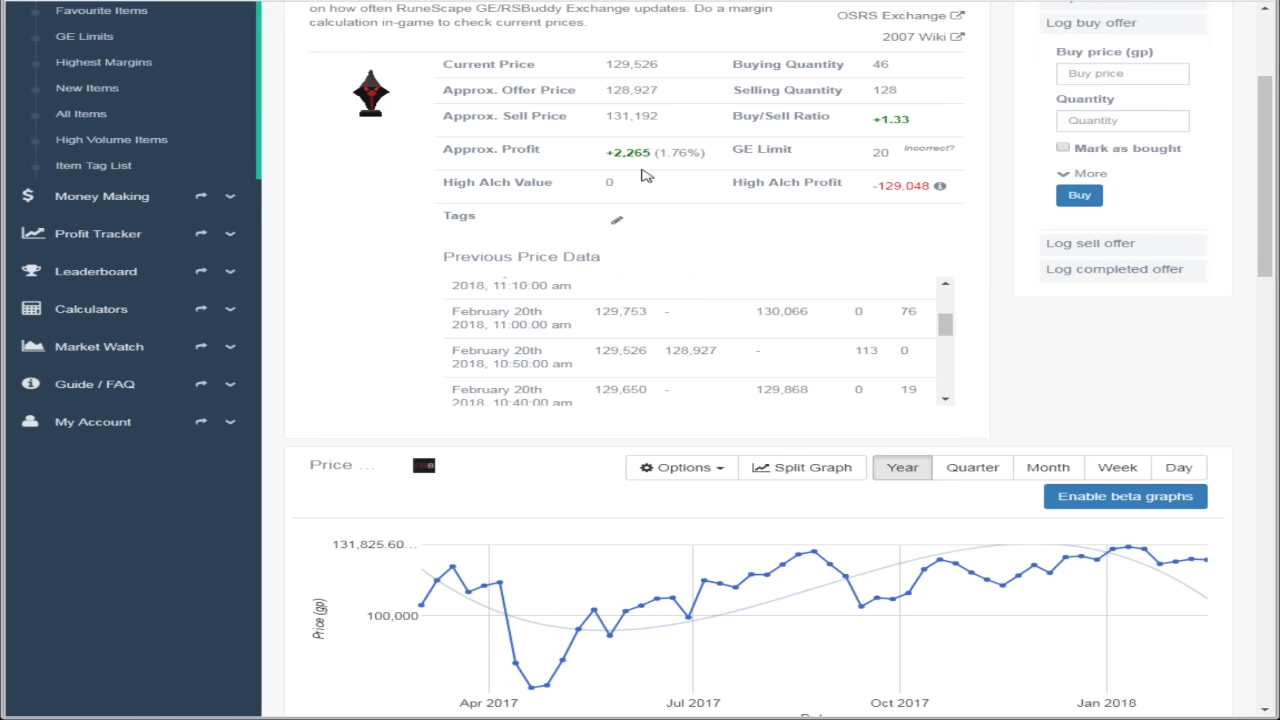 Favourite Items
GE Limits
Highest Margins
New Items
All Items
High Volume Items
Item Tag List
Money Making
Profit Tracker
Leaderboard
Calculators
Market Watch
Guide / FAQ
My Account
on how often RuneScape GE/RSBuddy Exchange updates. Do a margin
calculation in-game to check current prices.
OSRS Exchange
2007 Wiki
Current Price 129,526 Buying Quantity 46
Approx. Offer Price 128,927 Selling Quantity 128
Approx. Sell Price 131,192 Buy/Sell Ratio +1.33
Approx. Profit +2,265 (1.76%) GE Limit 20 Incorrect?
High Alch Value 0 High Alch Profit -129,048
Tags
Previous Price Data
2018, 11:10:00 am
February 20th 129,753 - 130,066 0 76
2018, 11:00:00 am
February 20th 129,526 128,927 - 113 0
2018, 10:50:00 am
February 20th 129,650 - 129,868 0 19
2018, 10:40:00 am
Log buy offer
Buy price (gp)
Buy price
Quantity
Quantity
Mark as bought
More
Buy
Log sell offer
Log completed offer
Price ...
Options
Split Graph
Year
Quarter
Month
Week
Day
Enable beta graphs
131,825.60...
100,000
Price (gp)
Apr 2017
Jul 2017
Oct 2017
Jan 2018